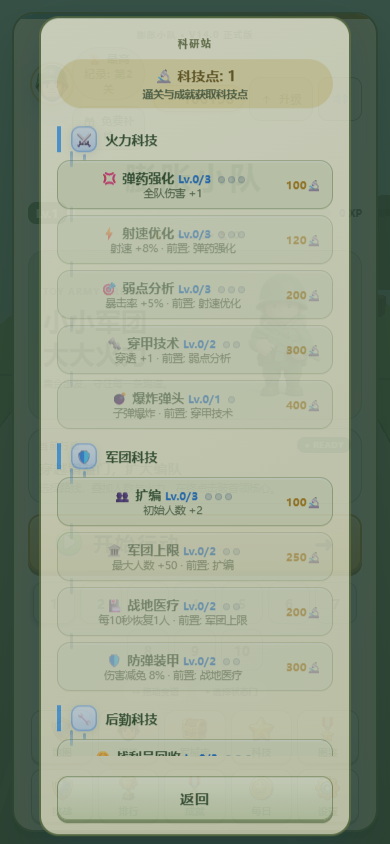 科研站
科技点: 1
通关与成就获取科技点
火力科技
弹药强化 Lv.0/3
全队伤害 +1
100
射速优化 Lv.0/3
射速 +8% · 前置: 弹药强化
120
弱点分析 Lv.0/3
暴击率 +5% · 前置: 射速优化
200
穿甲技术 Lv.0/2
穿透 +1 · 前置: 弱点分析
300
爆炸弹头 Lv.0/1
子弹爆炸 · 前置: 穿甲技术
400
军团科技
扩编 Lv.0/3
初始人数 +2
100
军团上限 Lv.0/2
最大人数 +50 · 前置: 扩编
250
战地医疗 Lv.0/2
每10秒恢复1人 · 前置: 军团上限
200
防弹装甲 Lv.0/2
伤害减免 8% · 前置: 战地医疗
300
后勤科技
战利品回收 Lv.0/3
返回